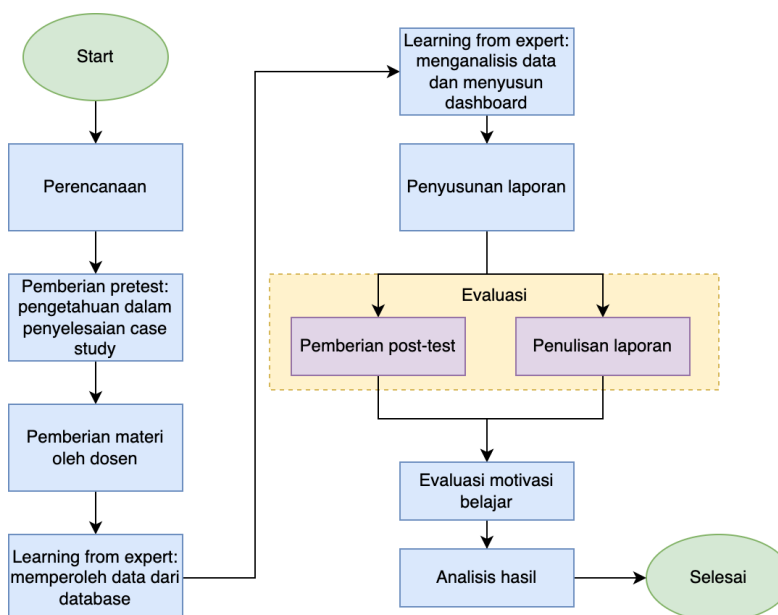 Start
Perencanaan
Pemberian pretest:
pengetahuan dalam
penyelesaian case
study
Pemberian materi
oleh dosen
Learning from expert:
memperoleh data dari
database
Learning from expert:
menganalisis data
dan menyusun
dashboard
Penyusunan laporan
Evaluasi
Pemberian post-test
Penulisan laporan
Evaluasi motivasi
belajar
Analisis hasil
Selesai